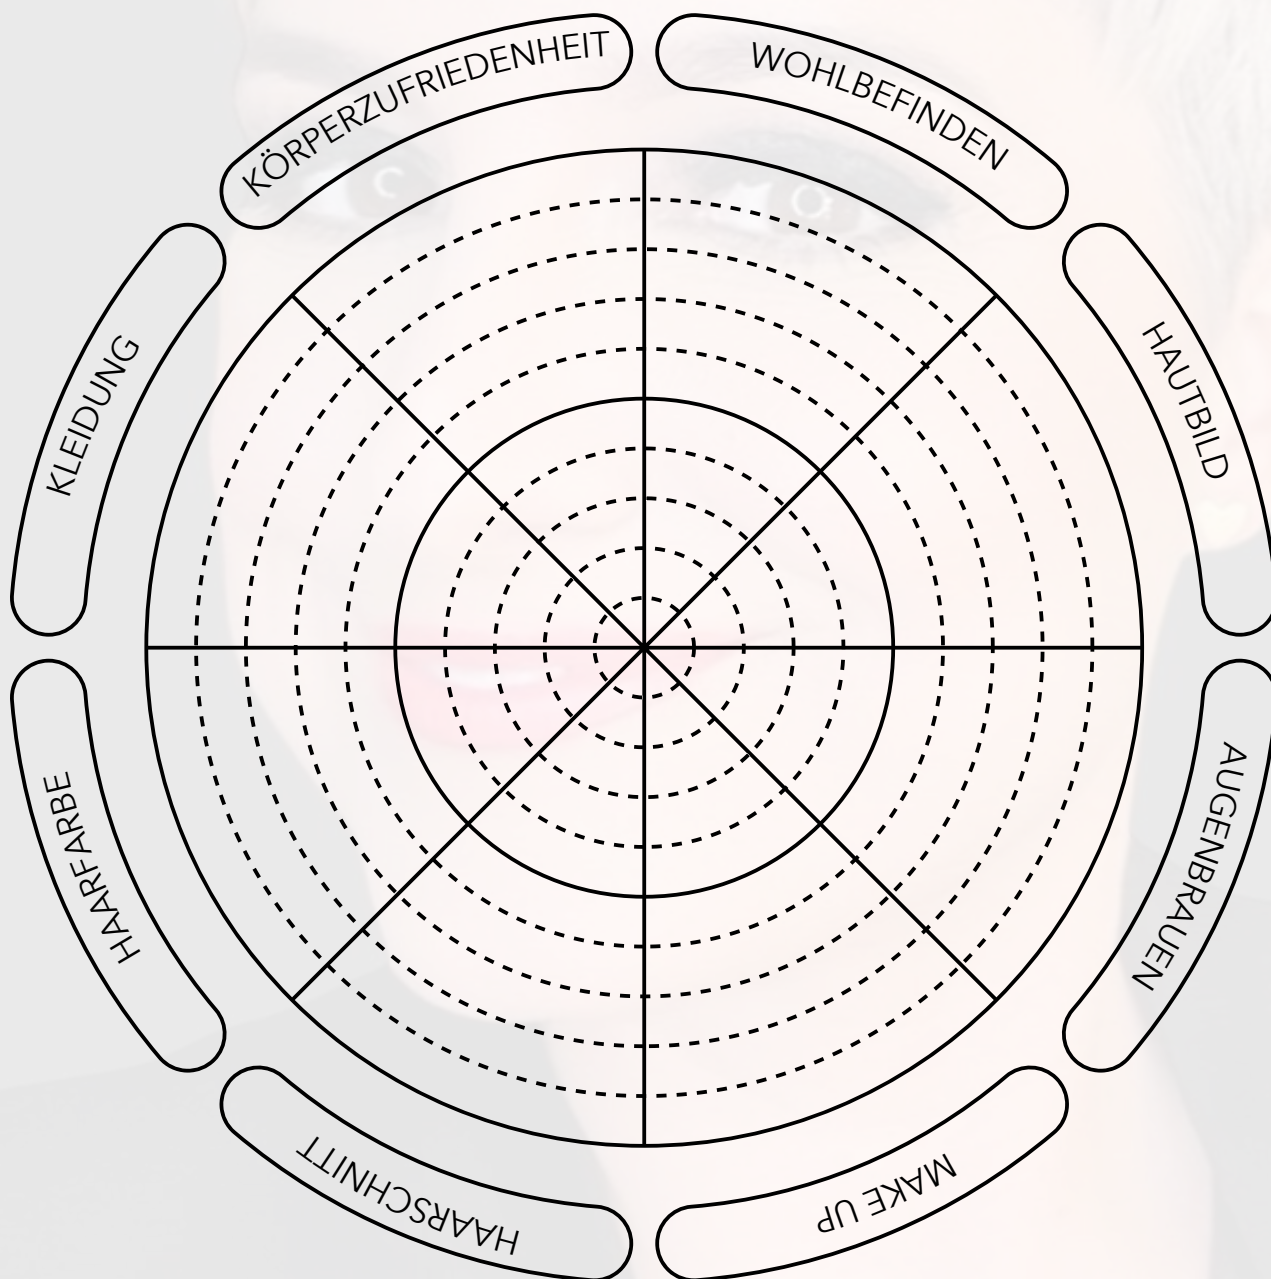 KÖRPERZUFRIEDENHEIT
WOHLBEFINDEN
HAUTBILD
AUGENBRAUEN
MAKE UP
HAARSCHNITT
HAARFARBE
KLEIDUNG